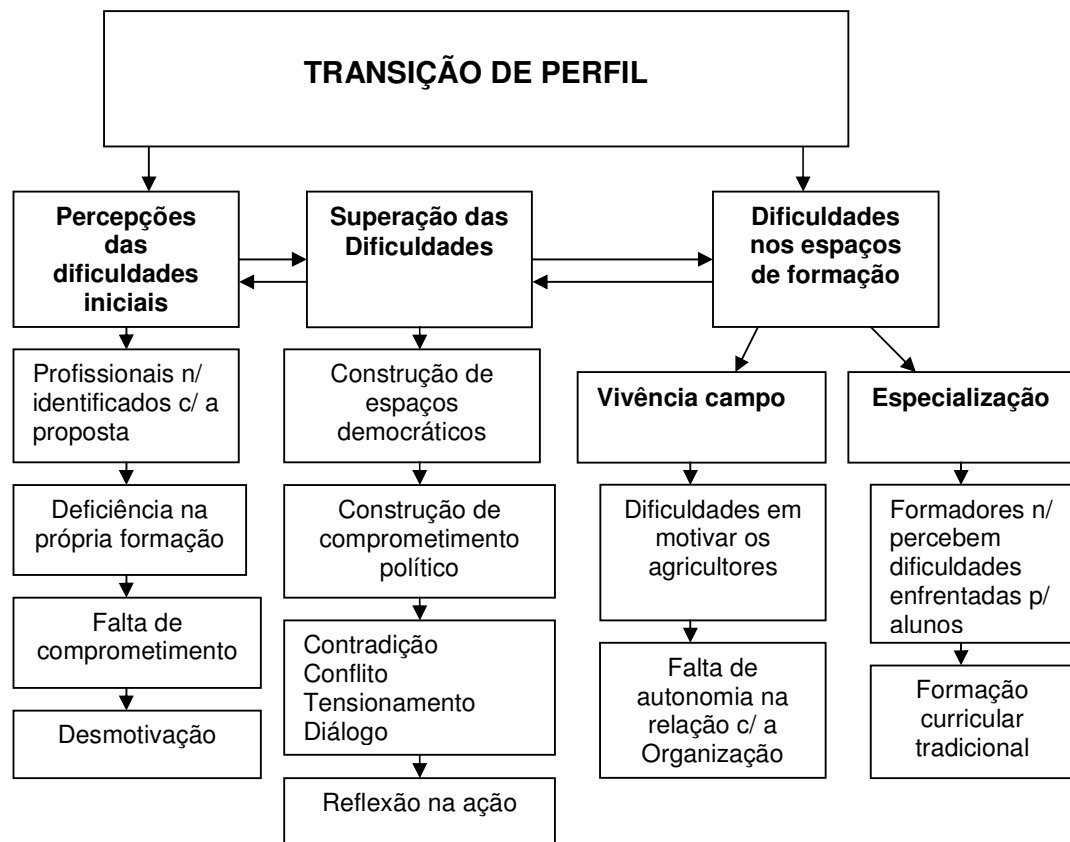 TRANSIÇÃO DE PERFIL
Percepções
das
dificuldades
iniciais
Superação das
Dificuldades
Dificuldades
nos espaços
de formação
Profissionais n/
identificados c/ a
proposta
Deficiência na
própria formação
Falta de
comprometimento
Desmotivação
Construção de
espaços
democráticos
Construção de
comprometimento
político
Contradição
Conflito
Tensionamento
Diálogo
Reflexão na ação
Vivência campo
Dificuldades em
motivar os
agricultores
Falta de
autonomia na
relação c/ a
Organização
Especialização
Formadores n/
percebem
dificuldades
enfrentadas p/
alunos
Formação
curricular
tradicional